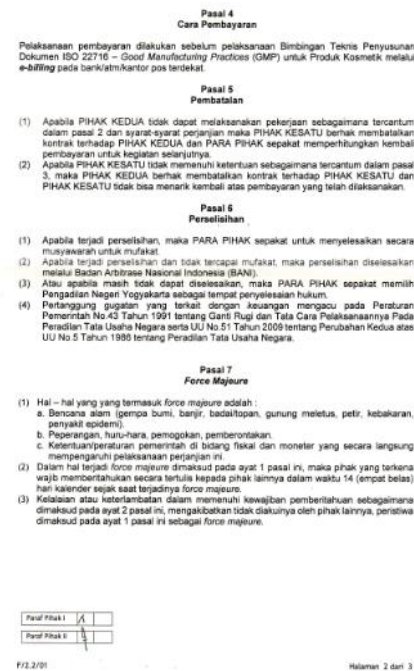 Pasal 4
Cara Pembayaran
Pelaksanaan pembayaran dilakukan sebelum pelaksanaan Bimbingan Teknis Penyusunan
Dokumen ISO 22716 – Good Manufacturing Practices (GMP) untuk Produk Kosmetik melalui
e-billing pada bank/atm/kantor pos terdekat.
Pasal 5
Pembatalan
(1) Apabila PIHAK KEDUA tidak dapat melaksanakan pekerjaan sebagaimana tercantum
dalam pasal 2 dan syarat-syarat perjanjian maka PIHAK KESATU berhak membatalkan
kontrak terhadap PIHAK KEDUA dan PARA PIHAK sepakat memperhitungkan kembali
pembayaran untuk kegiatan selanjutnya.
(2) Apabila PIHAK KESATU tidak memenuhi ketentuan sebagaimana tercantum dalam pasal
3, maka PIHAK KEDUA berhak membatalkan kontrak terhadap PIHAK KESATU dan
PIHAK KESATU tidak bisa menarik kembali atas pembayaran yang telah dilaksanakan.
Pasal 6
Perselisihan
(1) Apabila terjadi perselisihan, maka PARA PIHAK sepakat untuk menyelesaikan secara
musyawarah untuk mufakat.
(2) Apabila terjadi perselisihan dan tidak tercapai mufakat, maka perselisihan diselesaikan
melalui Badan Arbitrase Nasional Indonesia (BANI).
(3) Atau apabila masih tidak dapat diselesaikan, maka PARA PIHAK sepakat memilih
Pengadilan Negeri Yogyakarta sebagai tempat penyelesaian hukum.
(4) Pertanggung gugatan yang terkait dengan keuangan mengacu pada Peraturan
Pemerintah No.43 Tahun 1991 tentang Ganti Rugi dan Tata Cara Pelaksanaannya Pada
Peradilan Tata Usaha Negara serta UU No.51 Tahun 2009 tentang Perubahan Kedua atas
UU No.5 Tahun 1986 tentang Peradilan Tata Usaha Negara.
Pasal 7
Force Majeure
(1) Hal – hal yang yang termasuk force majeure adalah :
a. Bencana alam (gempa bumi, banjir, badai/topan, gunung meletus, petir, kebakaran,
penyakit epidemi).
b. Peperangan, huru-hara, pemogokan, pemberontakan.
c. Ketentuan/peraturan pemerintah di bidang fiskal dan moneter yang secara langsung
mempengaruhi pelaksanaan perjanjian ini.
(2) Dalam hal terjadi force majeure dimaksud pada ayat 1 pasal ini, maka pihak yang terkena
wajib memberitahukan secara tertulis kepada pihak lainnya dalam waktu 14 (empat belas)
hari kalender sejak saat terjadinya force majeure.
(3) Kelalaian atau keterlambatan dalam memenuhi kewajiban pemberitahuan sebagaimana
dimaksud pada ayat 2 pasal ini, mengakibatkan tidak diakuinya oleh pihak lainnya, peristiwa
dimaksud pada ayat 1 pasal ini sebagai force majeure.
Paraf Pihak I
Paraf Pihak II
F/2.2/01
Halaman 2 dari 3